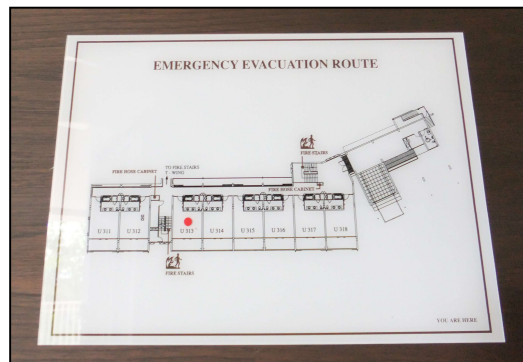 EMERGENCY EVACUATION ROUTE
TO FIRE STAIRS
T - WING
FIRE STAIRS
FIRE HOSE CABINET
FIRE HOSE CABINET
U 311
U 312
U 313
U 314
U 315
U 316
U 317
U 318
FIRE STAIRS
YOU ARE HERE